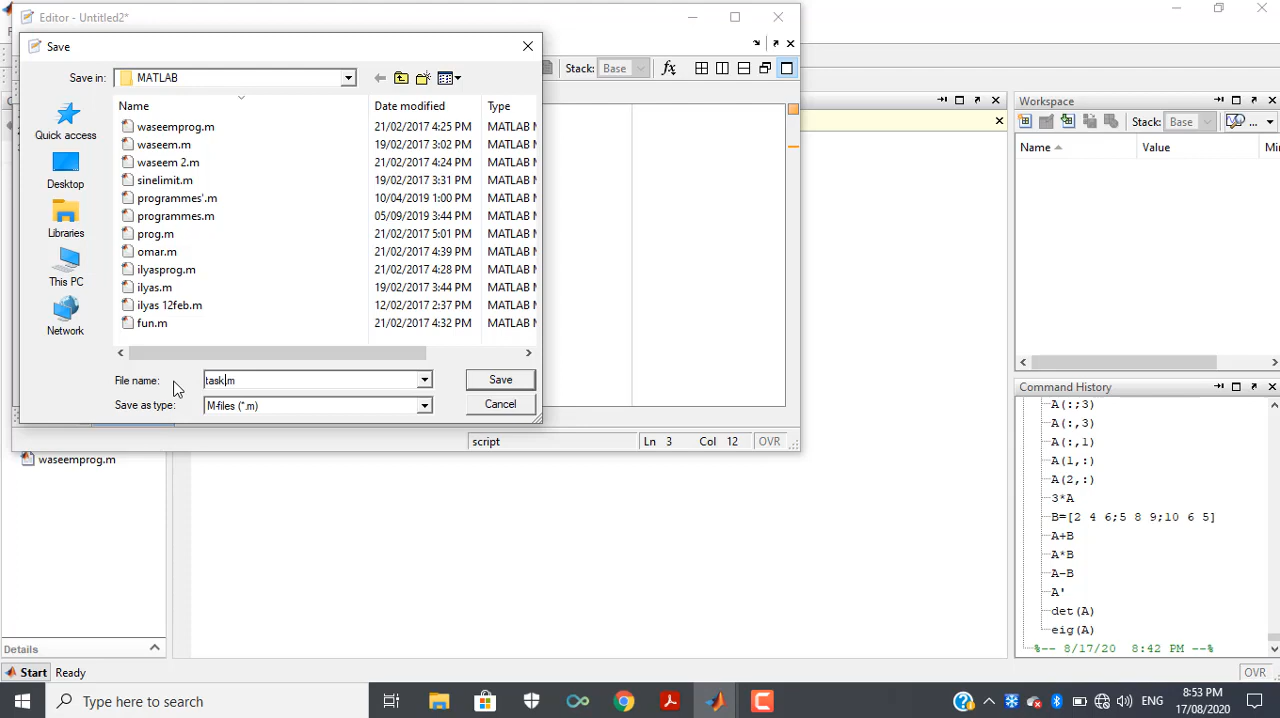 Editor - Untitled2*
Save
Save in:
MATLAB
Stack:
Base
fx
Name
Date modified
Type
waseemprog.m
21/02/2017 4:25 PM
MATLAB M
waseem.m
19/02/2017 3:02 PM
MATLAB M
waseem 2.m
21/02/2017 4:24 PM
MATLAB M
sinelimit.m
19/02/2017 3:31 PM
MATLAB M
programmes'.m
10/04/2019 1:00 PM
MATLAB M
programmes.m
05/09/2019 3:44 PM
MATLAB M
prog.m
21/02/2017 5:01 PM
MATLAB M
omar.m
21/02/2017 4:39 PM
MATLAB M
ilyasprog.m
21/02/2017 4:28 PM
MATLAB M
ilyas.m
19/02/2017 3:44 PM
MATLAB M
ilyas 12feb.m
12/02/2017 2:37 PM
MATLAB M
fun.m
21/02/2017 4:32 PM
MATLAB M
Quick access
Desktop
Libraries
This PC
Network
File name:
task.m
Save
Save as type:
M-files (*.m)
Cancel
script
Ln 3 Col 12
OVR
waseemprog.m
Details
Start
Ready
Workspace
Stack:
Base
...
Name
Value
Command History
A(:;3)
A(:,3)
A(:,1)
A(1,:)
A(2,:)
3*A
B=[2 4 6;5 8 9;10 6 5]
A+B
A*B
A-B
A'
det(A)
eig(A)
%-- 8/17/20 8:42 PM --%
OVR
Type here to search
ENG
8:53 PM
17/08/2020